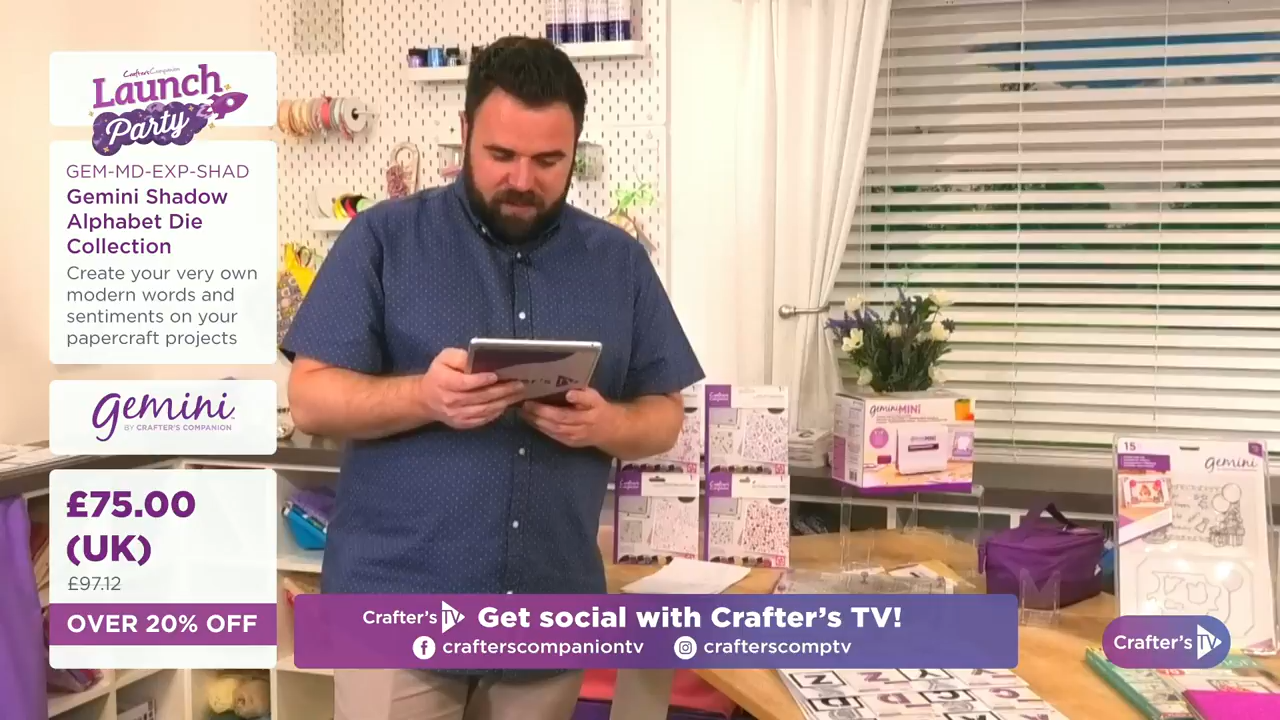 Crafter's Companion
Launch
Party
GEM-MD-EXP-SHAD
Gemini Shadow
Alphabet Die
Collection
Create your very own
modern words and
sentiments on your
papercraft projects
gemini
BY CRAFTER'S COMPANION
£75.00
(UK)
£97.12
OVER 20% OFF
gemini MINI
15
gemini
Crafter's TV
Get social with Crafter's TV!
crafterscompaniontv
crafterscomptv
Crafter's TV